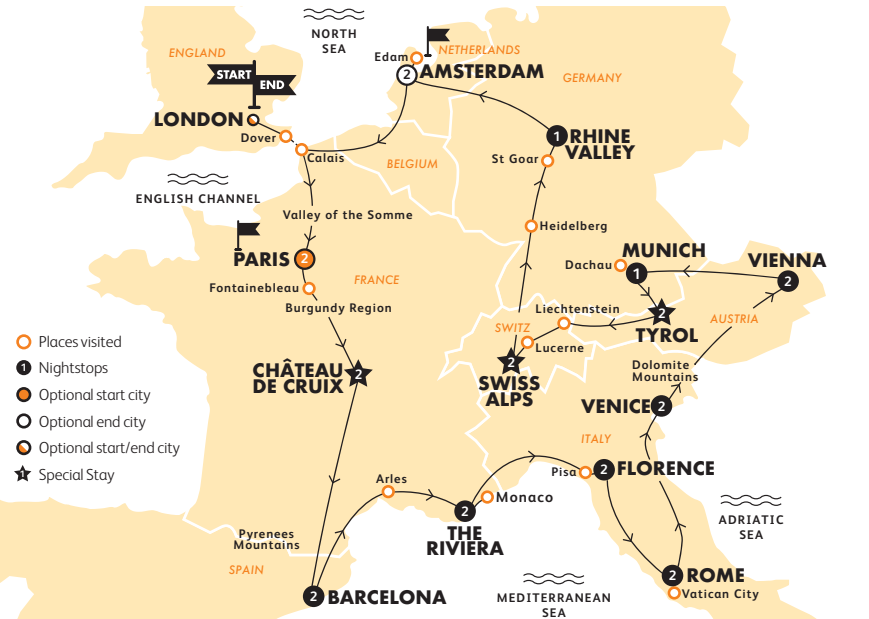 NORTH
SEA
ENGLAND
Edam
NETHERLANDS
START
END
2
AMSTERDAM
GERMANY
LONDON
Dover
Calais
1
RHINE
VALLEY
St Goar
BELGIUM
ENGLISH CHANNEL
Valley of the Somme
Heidelberg
PARIS
2
MUNICH
1
Dachau
VIENNA
2
Fontainebleau
FRANCE
Burgundy Region
Liechtenstein
2
TYROL
AUSTRIA
SWITZ
Lucerne
2
SWISS
ALPS
Dolomite
Mountains
CHÂTEAU
DE CRUIX
2
VENICE
2
Places visited
1
Nightstops
Optional start city
Optional end city
Optional start/end city
1
Special Stay
ITALY
Pisa
2
FLORENCE
Arles
Monaco
2
THE
RIVIERA
ADRIATIC
SEA
Pyrenees
Mountains
SPAIN
2
BARCELONA
MEDITERRANEAN
SEA
2
ROME
Vatican City